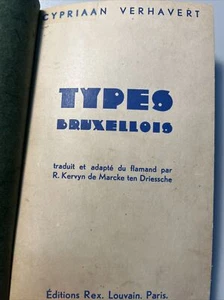 CYPRIAAN VERHAVERT
TYPES
BRUXELLOIS
traduit et adapté du flamand par
R. Kervyn de Marcke ten Driessche
Éditions Rex. Louvain. Paris.